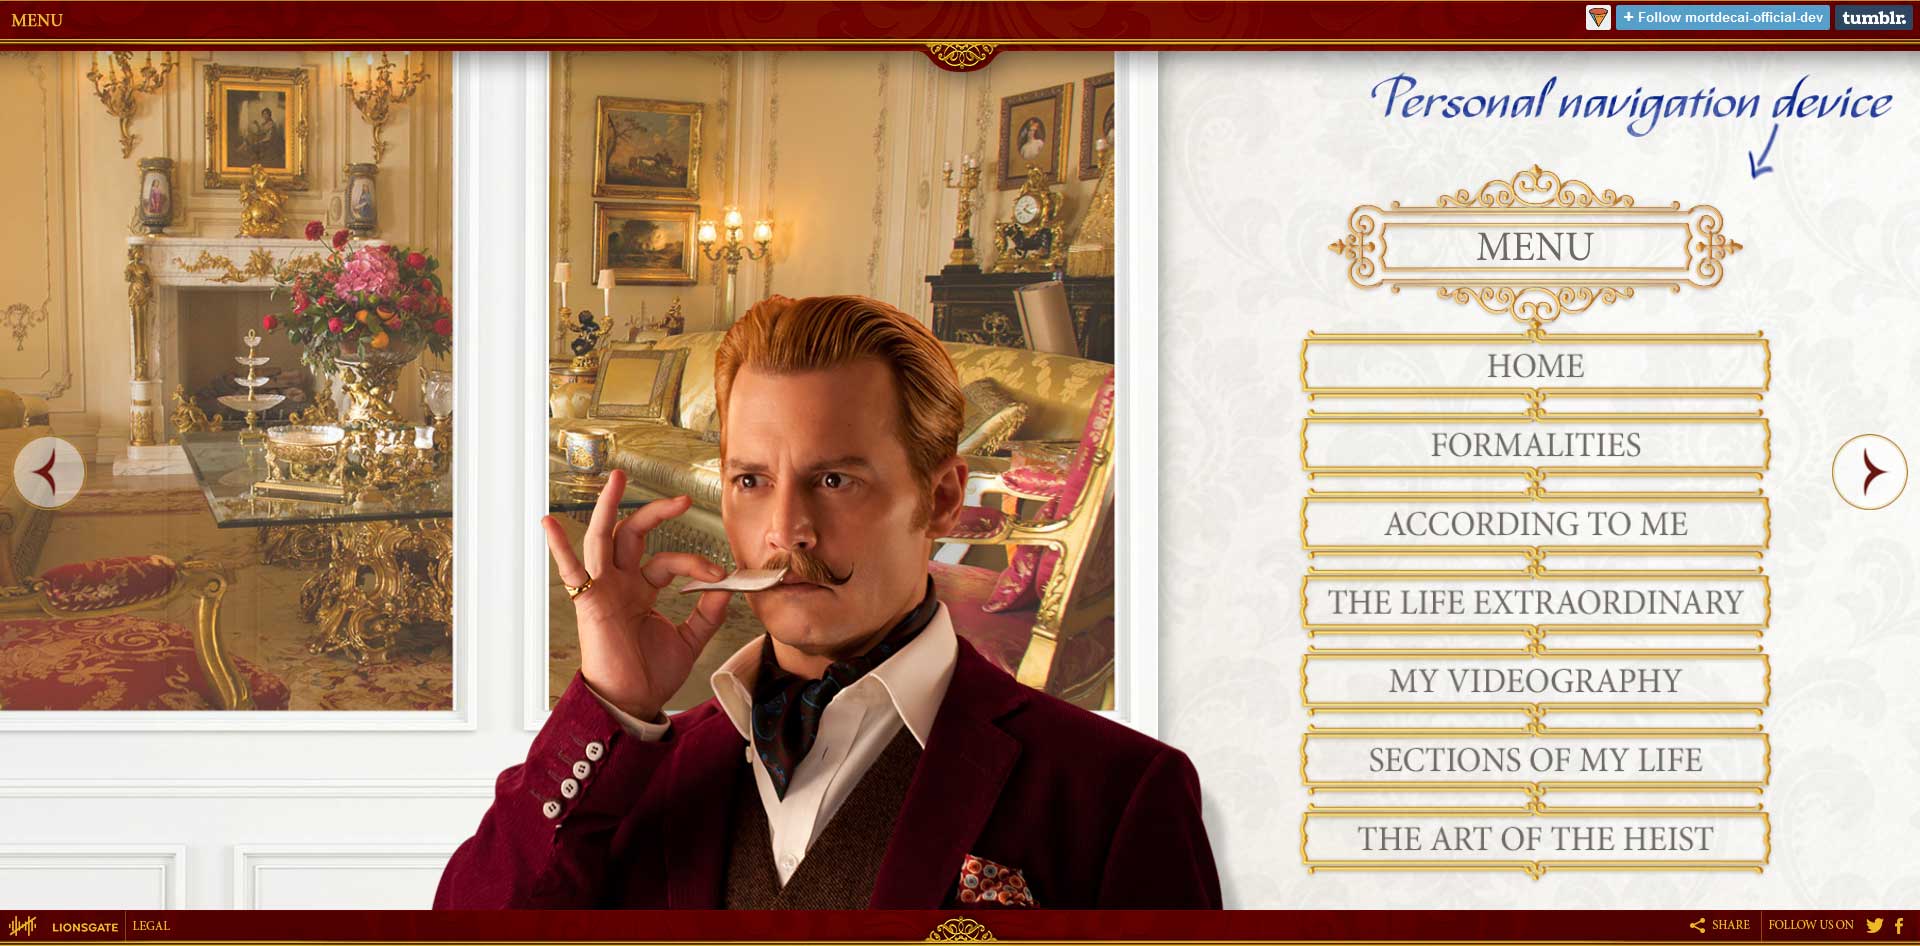 MENU
+ Follow mortdecai-official-dev
tumblr.
Personal navigation device
MENU
HOME
FORMALITIES
ACCORDING TO ME
THE LIFE EXTRAORDINARY
MY VIDEOGRAPHY
SECTIONS OF MY LIFE
THE ART OF THE HEIST
LIONSGATE
LEGAL
SHARE
FOLLOW US ON